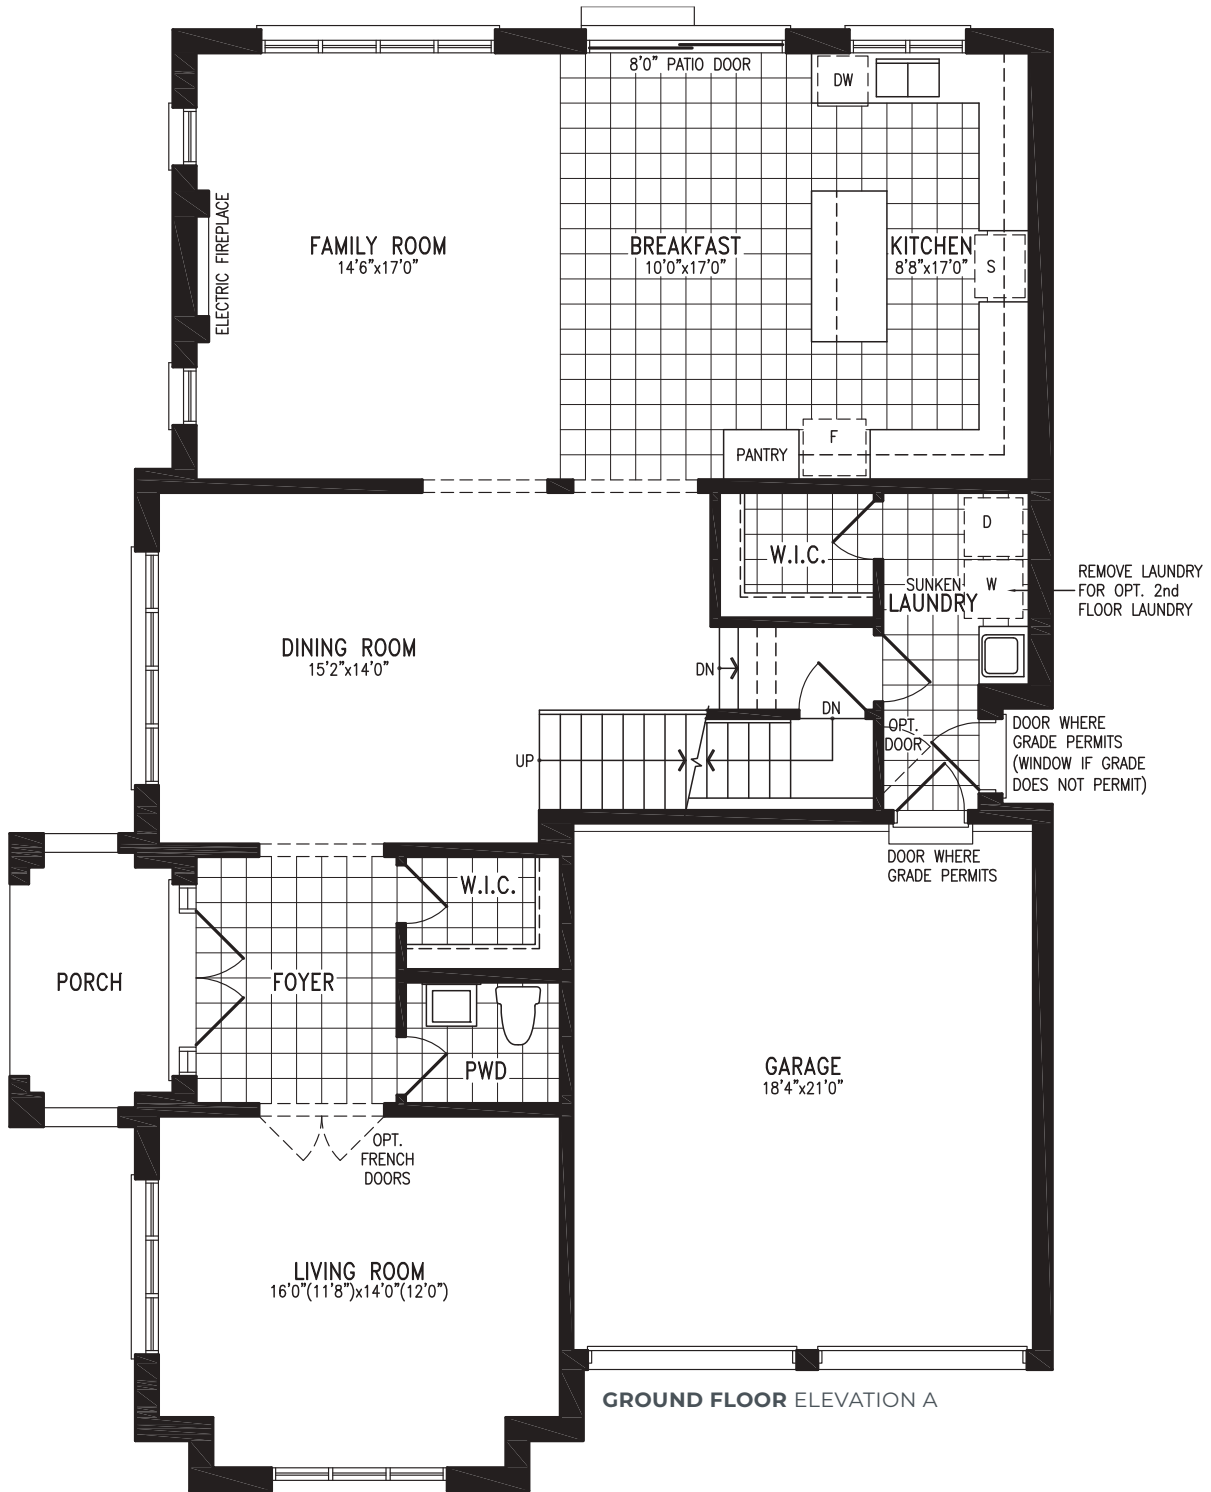 8'0" PATIO DOOR
DW
ELECTRIC FIREPLACE
FAMILY ROOM
14'6"x17'0"
BREAKFAST
10'0"x17'0"
KITCHEN
8'8"x17'0"
S
PANTRY
F
W.I.C.
D
SUNKEN
W
LAUNDRY
REMOVE LAUNDRY
FOR OPT. 2nd
FLOOR LAUNDRY
DINING ROOM
15'2"x14'0"
DN
DN
UP
OPT.
DOOR
DOOR WHERE
GRADE PERMITS
(WINDOW IF GRADE
DOES NOT PERMIT)
DOOR WHERE
GRADE PERMITS
W.I.C.
PORCH
FOYER
PWD
GARAGE
18'4"x21'0"
OPT.
FRENCH
DOORS
LIVING ROOM
16'0"(11'8")x14'0"(12'0")
GROUND FLOOR ELEVATION A